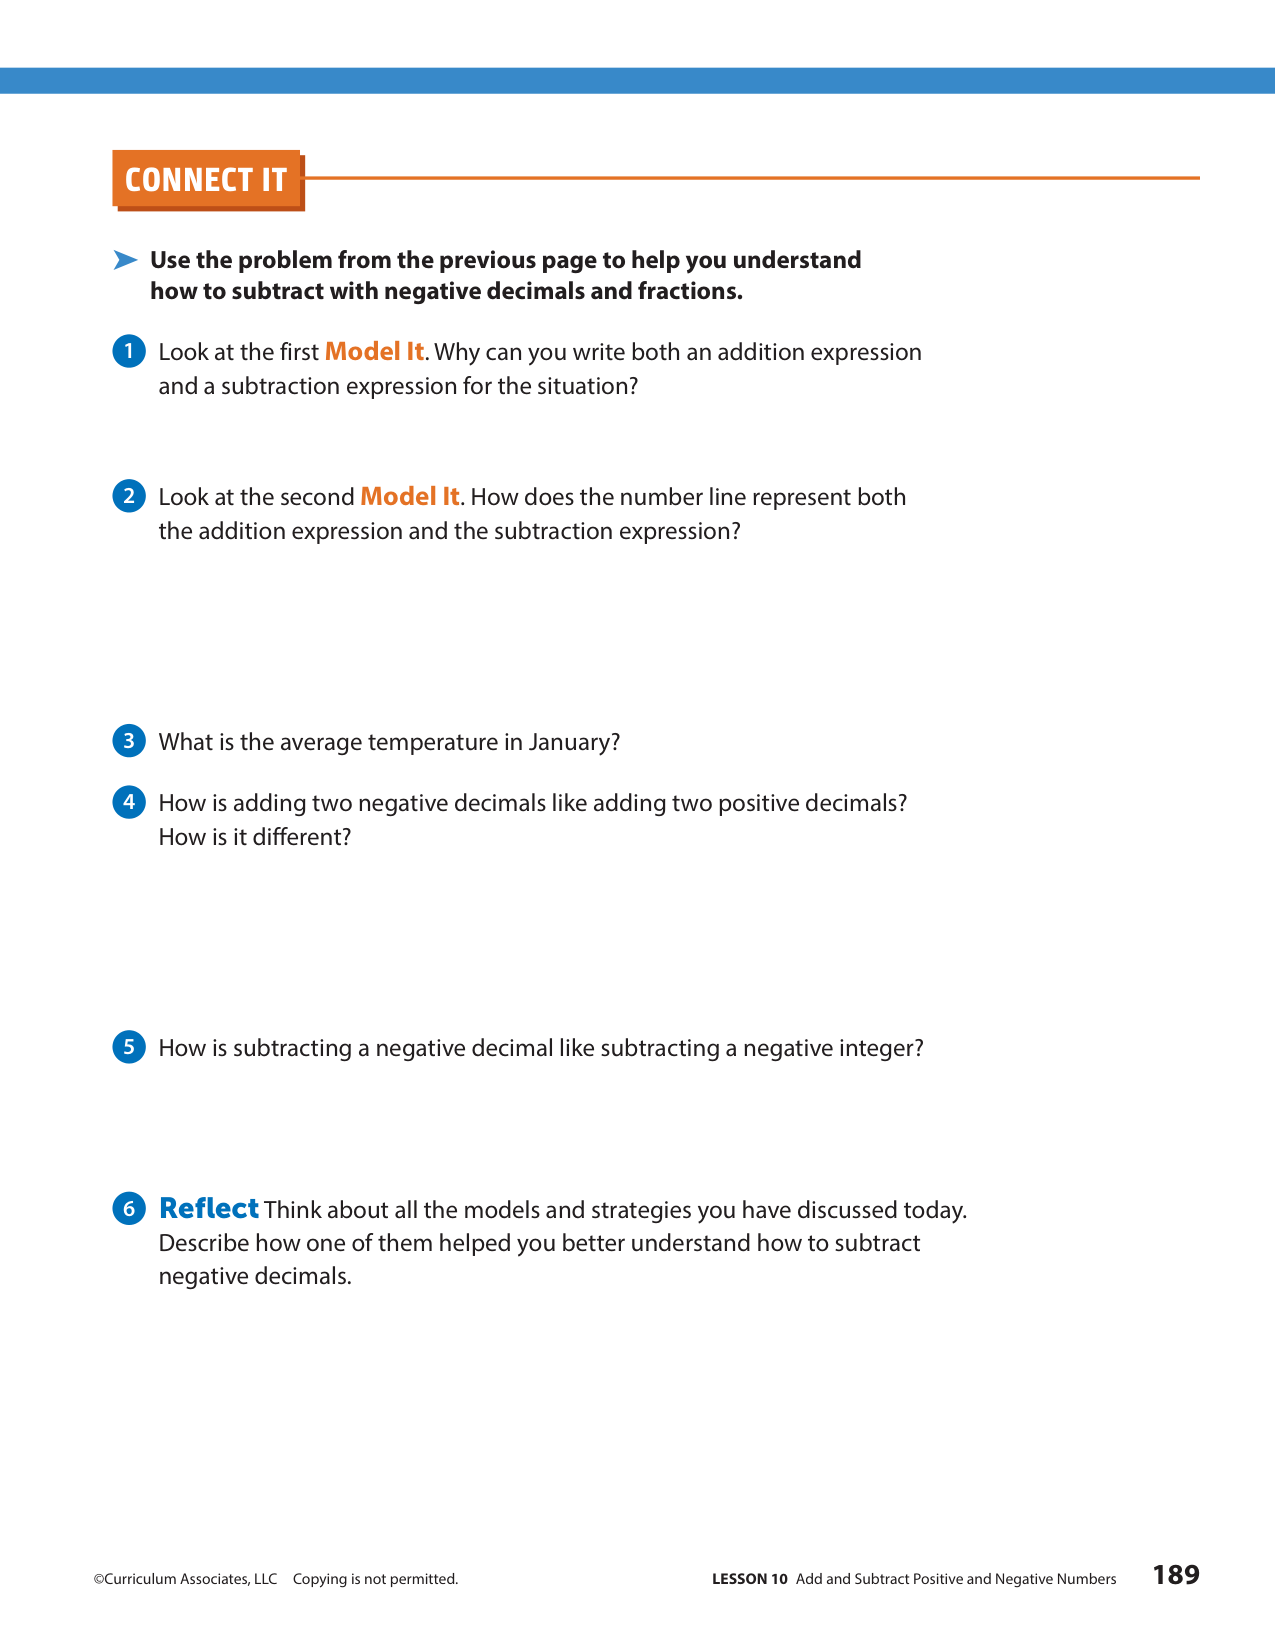 CONNECT IT
➤ Use the problem from the previous page to help you understand
how to subtract with negative decimals and fractions.
1 Look at the first Model It. Why can you write both an addition expression
and a subtraction expression for the situation?
2 Look at the second Model It. How does the number line represent both
the addition expression and the subtraction expression?
3 What is the average temperature in January?
4 How is adding two negative decimals like adding two positive decimals?
How is it different?
5 How is subtracting a negative decimal like subtracting a negative integer?
6 Reflect Think about all the models and strategies you have discussed today.
Describe how one of them helped you better understand how to subtract
negative decimals.
©Curriculum Associates, LLC Copying is not permitted.
LESSON 10 Add and Subtract Positive and Negative Numbers 189